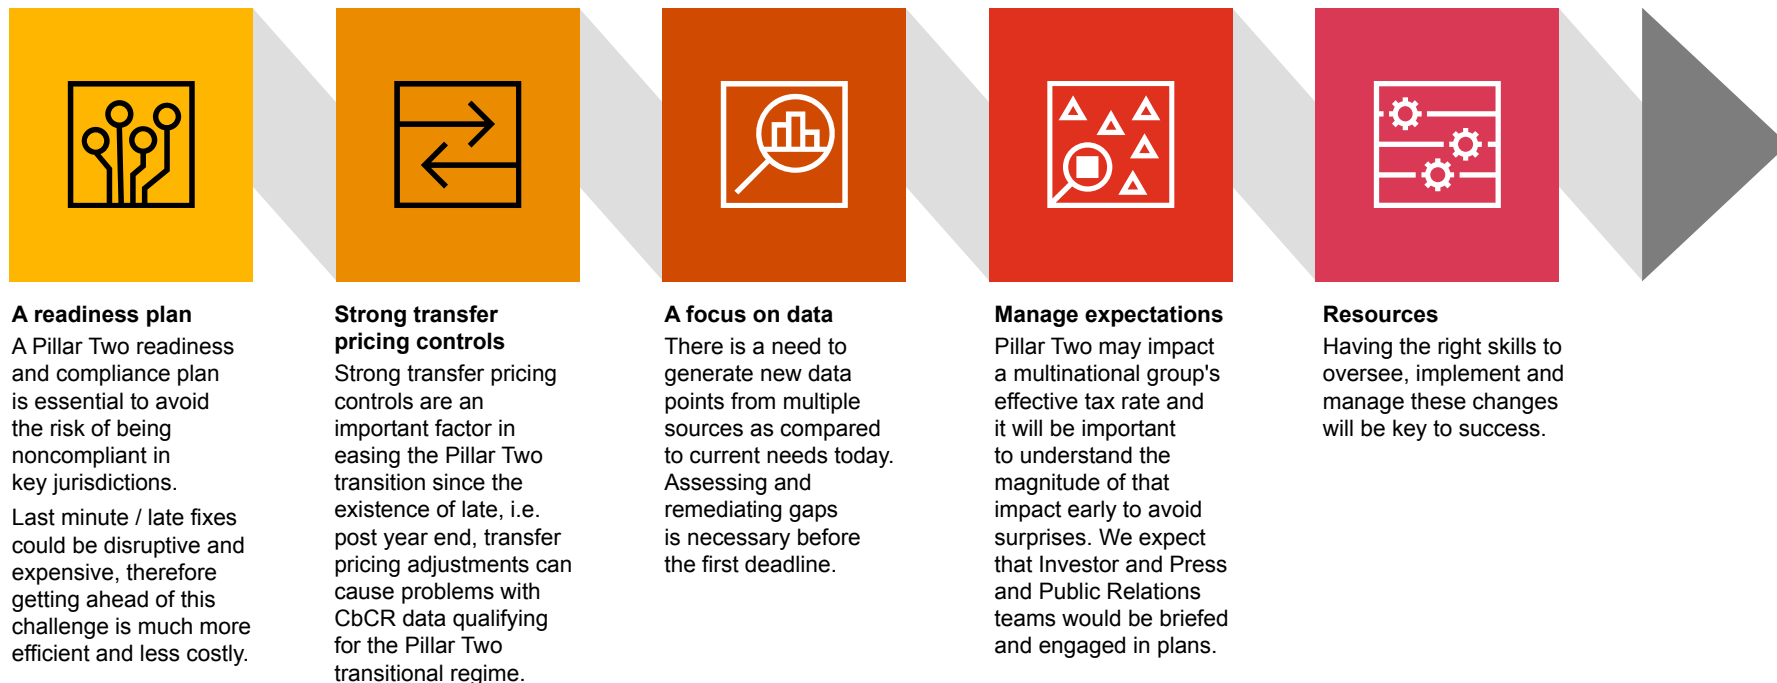 A readiness plan
A Pillar Two readiness
and compliance plan
is essential to avoid
the risk of being
noncompliant in
key jurisdictions.
Last minute / late fixes
could be disruptive and
expensive, therefore
getting ahead of this
challenge is much more
efficient and less costly.
Strong transfer
pricing controls
Strong transfer pricing
controls are an
important factor in
easing the Pillar Two
transition since the
existence of late, i.e.
post year end, transfer
pricing adjustments can
cause problems with
CbCR data qualifying
for the Pillar Two
transitional regime.
A focus on data
There is a need to
generate new data
points from multiple
sources as compared
to current needs today.
Assessing and
remediating gaps
is necessary before
the first deadline.
Manage expectations
Pillar Two may impact
a multinational group's
effective tax rate and
it will be important
to understand the
magnitude of that
impact early to avoid
surprises. We expect
that Investor and Press
and Public Relations
teams would be briefed
and engaged in plans.
Resources
Having the right skills to
oversee, implement and
manage these changes
will be key to success.